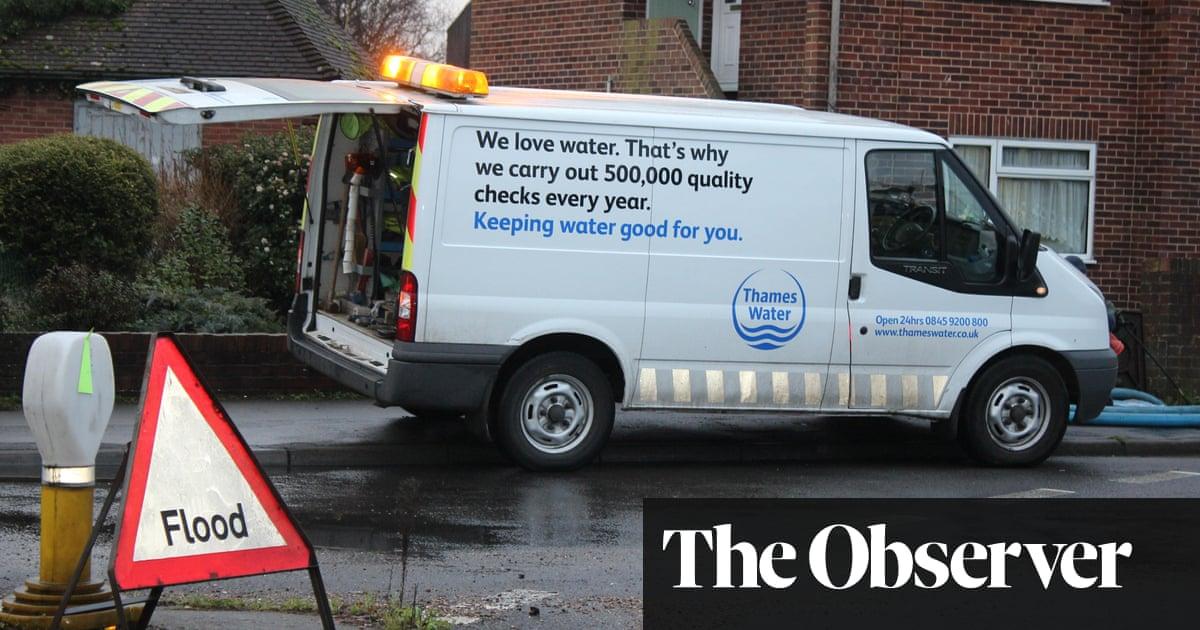 We love water. That's why
we carry out 500,000 quality
checks every year.
Keeping water good for you.
Thames
Water
TRANSIT
Open 24hrs 0845 9200 800
www.thameswater.co.uk
Flood
The Observer